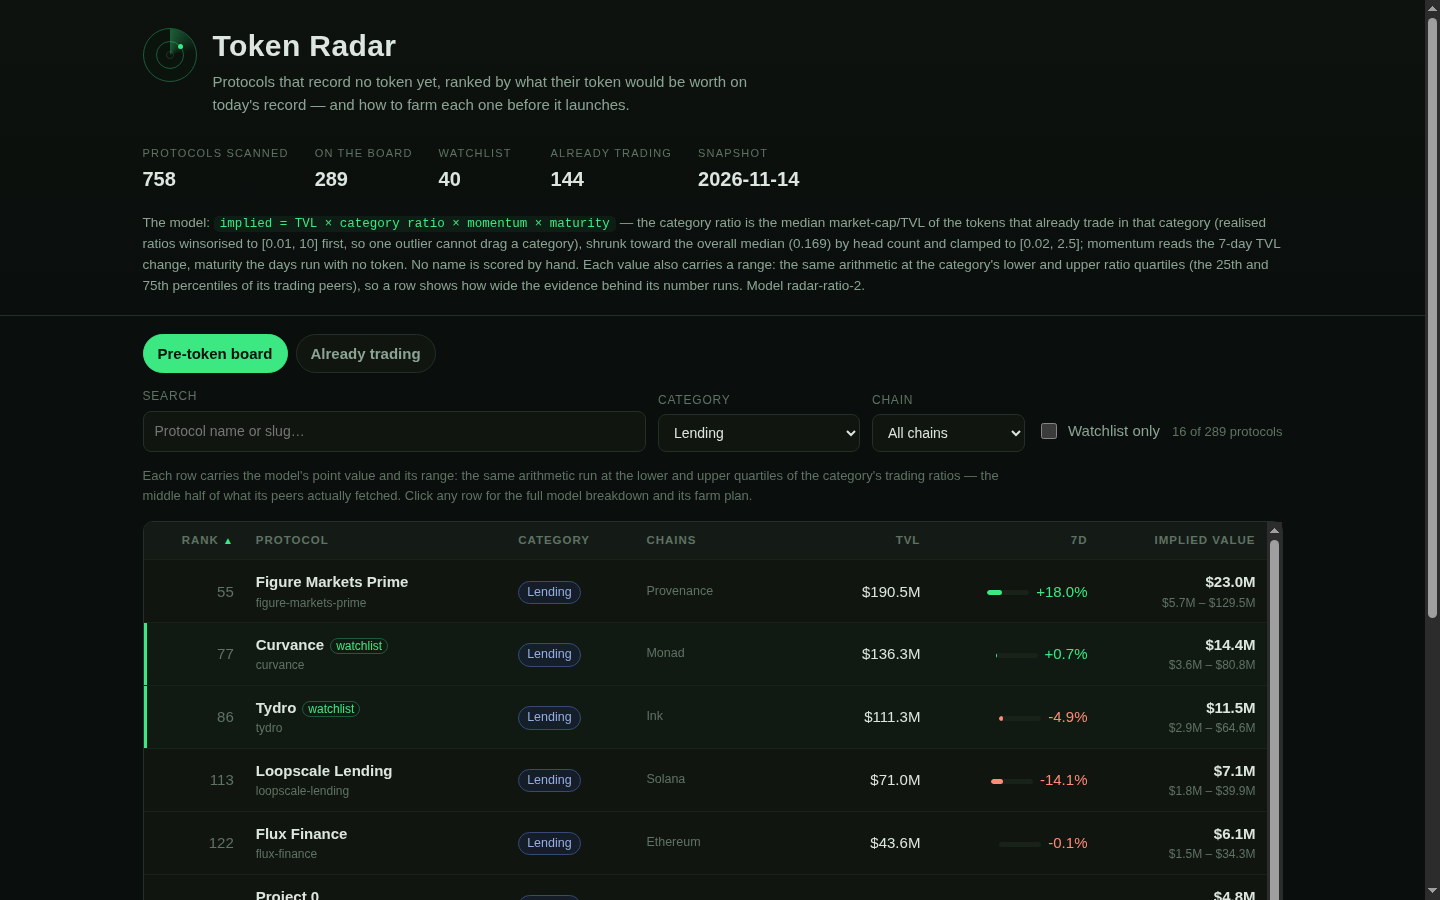 Token Radar
Protocols that record no token yet, ranked by what their token would be worth on
today's record — and how to farm each one before it launches.
PROTOCOLS SCANNED
758
ON THE BOARD
289
WATCHLIST
40
ALREADY TRADING
144
SNAPSHOT
2026-11-14
The model: implied = TVL × category ratio × momentum × maturity — the category ratio is the median market-cap/TVL of the tokens that already trade in that category (realised
ratios winsorised to [0.01, 10] first, so one outlier cannot drag a category), shrunk toward the overall median (0.169) by head count and clamped to [0.02, 2.5]; momentum reads the 7-day TVL
change, maturity the days run with no token. No name is scored by hand. Each value also carries a range: the same arithmetic at the category's lower and upper ratio quartiles (the 25th and
75th percentiles of its trading peers), so a row shows how wide the evidence behind its number runs. Model radar-ratio-2.
Pre-token board
Already trading
SEARCH
Protocol name or slug…
CATEGORY
Lending
CHAIN
All chains
Watchlist only
16 of 289 protocols
Each row carries the model's point value and its range: the same arithmetic run at the lower and upper quartiles of the category's trading ratios — the
middle half of what its peers actually fetched. Click any row for the full model breakdown and its farm plan.
RANK ▲ PROTOCOL CATEGORY CHAINS TVL 7D IMPLIED VALUE
55 Figure Markets Prime Lending Provenance $190.5M +18.0% $23.0M
figure-markets-prime $5.7M – $129.5M
77 Curvance watchlist Lending Monad $136.3M +0.7% $14.4M
curvance $3.6M – $80.8M
86 Tydro watchlist Lending Ink $111.3M -4.9% $11.5M
tydro $2.9M – $64.6M
113 Loopscale Lending Lending Solana $71.0M -14.1% $7.1M
loopscale-lending $1.8M – $39.9M
122 Flux Finance Lending Ethereum $43.6M -0.1% $6.1M
flux-finance $1.5M – $34.3M
Project 0 $4.8M